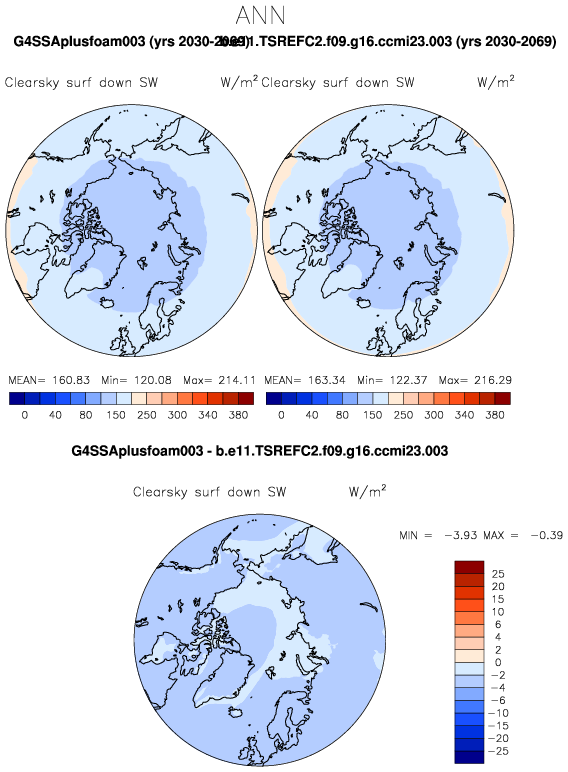 ANN
G4SSAplusfoam003 (yrs 2030-2069)
b.e11.TSREFC2.f09.g16.ccmi23.003 (yrs 2030-2069)
Clearsky surf down SW W/m²
Clearsky surf down SW W/m²
MEAN= 160.83 Min= 120.08 Max= 214.11
MEAN= 163.34 Min= 122.37 Max= 216.29
0 40 80 150 250 300 340 380
0 40 80 150 250 300 340 380
G4SSAplusfoam003 - b.e11.TSREFC2.f09.g16.ccmi23.003
Clearsky surf down SW W/m²
MIN = -3.93 MAX = -0.39
25
20
15
10
6
4
2
0
-2
-4
-6
-10
-15
-20
-25